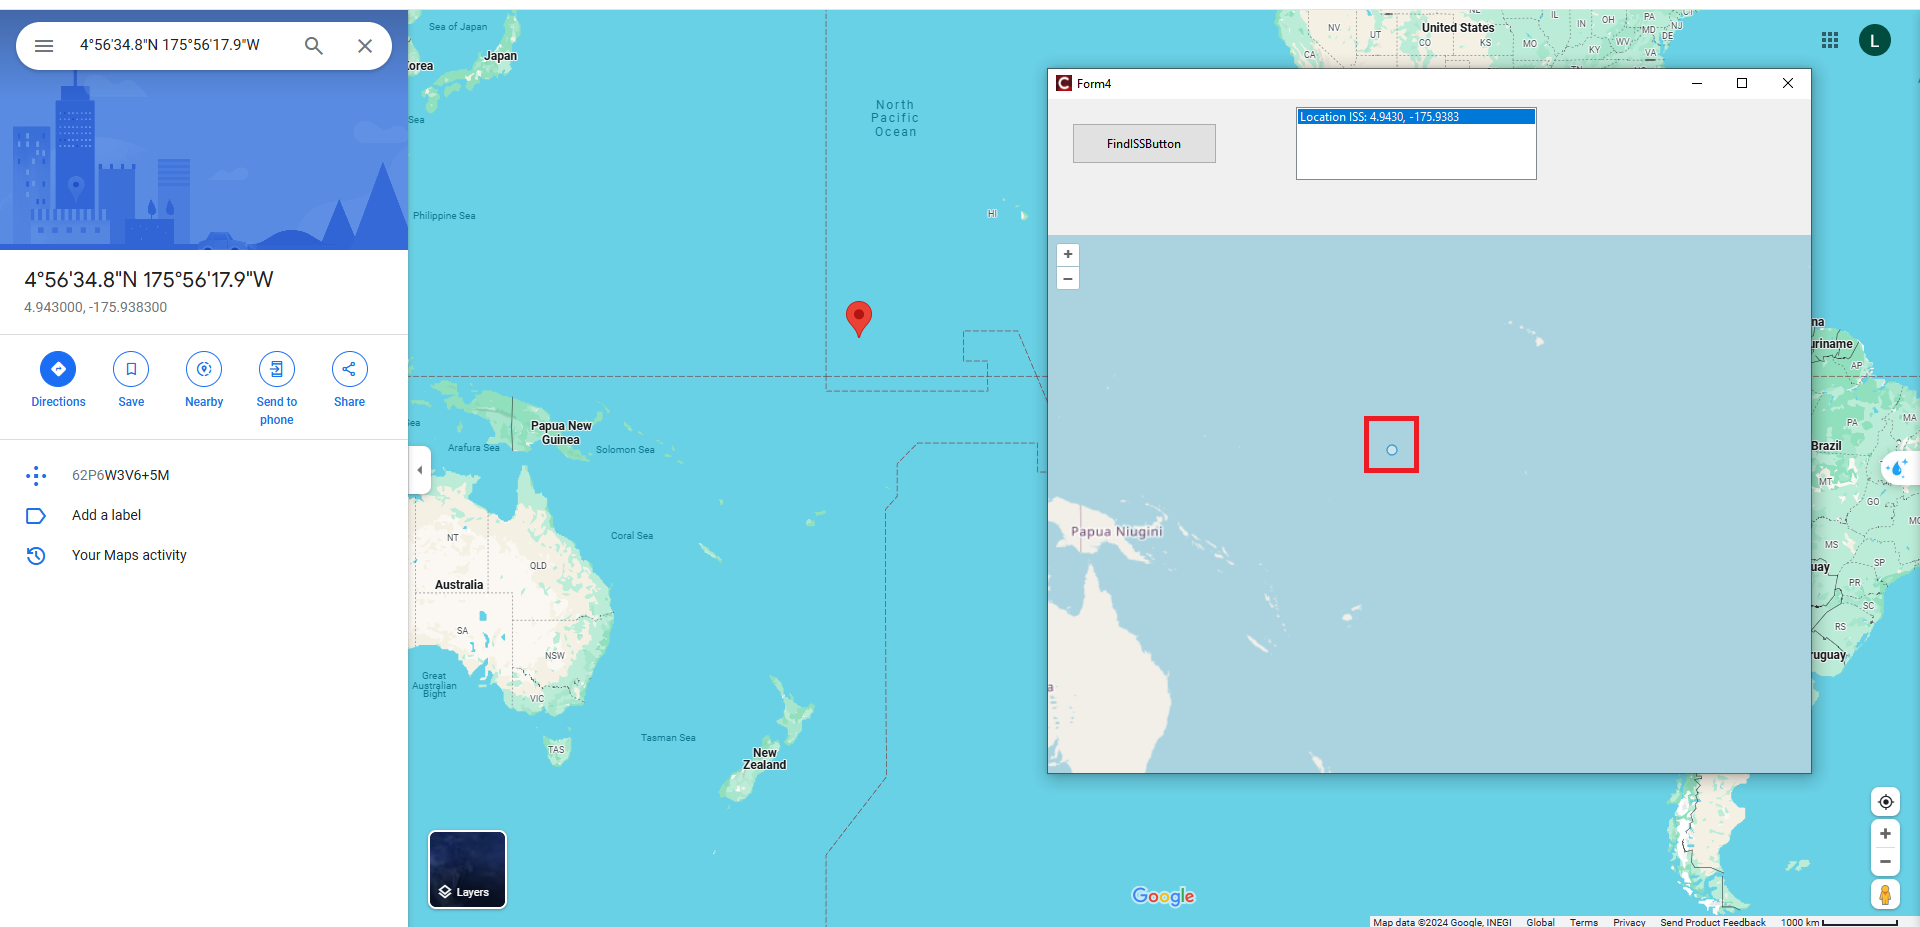 4°56'34.8"N 175°56'17.9"W
4°56'34.8"N 175°56'17.9"W
4.943000, -175.938300
Directions
Save
Nearby
Send to
phone
Share
62P6W3V6+5M
Add a label
Your Maps activity
Sea of Japan
Japan
orea
Sea
Philippine Sea
North
Pacific
Ocean
HI
Papua New
Guinea
Solomon Sea
Arafura Sea
ea
Coral Sea
NT
QLD
Australia
SA
NSW
VIC
Great
Australian
Bight
TAS
Tasman Sea
New
Zealand
Layers
United States
NV
UT
CO
KS
MO
IL
IN
OH
PA
NJ
MD
DE
KY
WV
VA
CA
L
Form4
FindISSButton
Location ISS: 4.9430, -175.9383
+
−
Papua Niugini
a
na
uriname
AP
PA
MA
Brazil
MT
GO
MS
uay
SP
PR
SC
RS
ruguay
+
−
Google
Map data ©2024 Google, INEGI
Global
Terms
Privacy
Send Product Feedback
1000 km